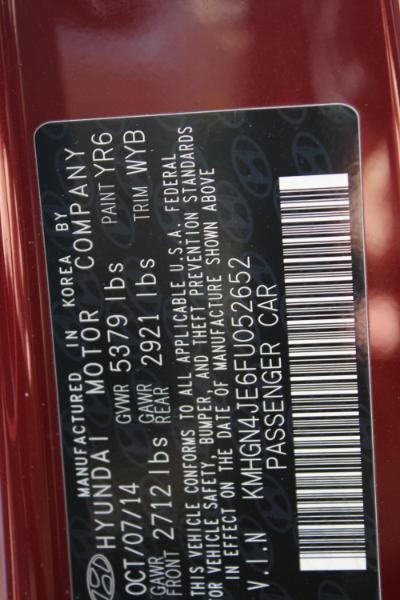 MANUFACTURED IN KOREA BY
HYUNDAI MOTOR COMPANY
OCT/07/14 GVWR 5379 lbs PAINT YR6
GAWR FRONT 2712 lbs GAWR REAR 2921 lbs TRIM WYB
THIS VEHICLE CONFORMS TO ALL APPLICABLE U.S.A. FEDERAL
OR VEHICLE SAFETY, BUMPER, AND THEFT PREVENTION STANDARDS
IN EFFECT ON THE DATE OF MANUFACTURE SHOWN ABOVE
V.I.N KMHGN4JE6FU052652
PASSENGER CAR